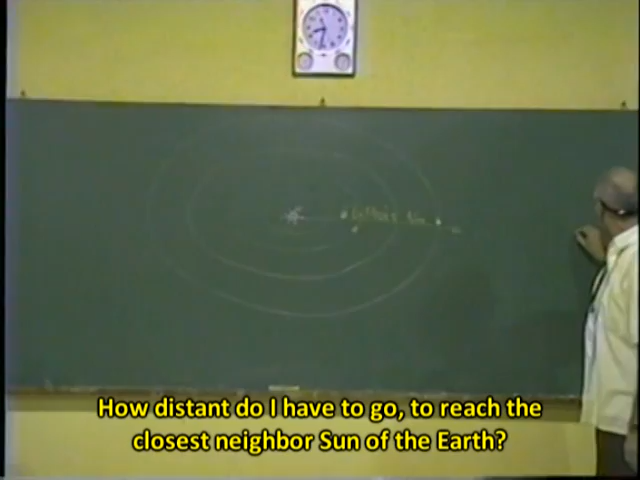 How distant do I have to go, to reach the
closest neighbor Sun of the Earth?